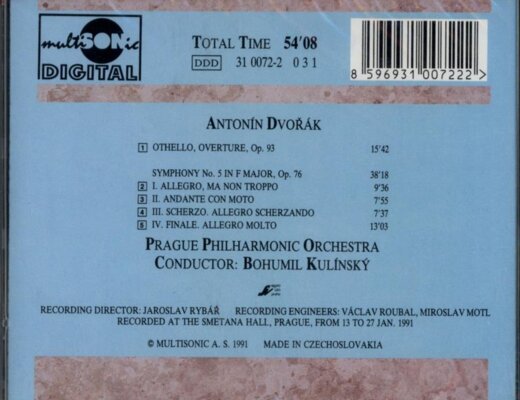 multiSONic
DIGITAL
TOTAL TIME 54'08
DDD 31 0072-2 0 3 1
8 596931 007222 >
ANTONÍN DVOŘÁK
1 OTHELLO, OVERTURE, OP. 93 15'42
SYMPHONY NO. 5 IN F MAJOR, OP. 76 38'18
2 I. ALLEGRO, MA NON TROPPO 9'36
3 II. ANDANTE CON MOTO 7'55
4 III. SCHERZO. ALLEGRO SCHERZANDO 7'37
5 IV. FINALE. ALLEGRO MOLTO 13'03
PRAGUE PHILHARMONIC ORCHESTRA
CONDUCTOR: BOHUMIL KULÍNSKÝ
RECORDING DIRECTOR: JAROSLAV RYBÁŘ RECORDING ENGINEERS: VÁCLAV ROUBAL, MIROSLAV MOTL
RECORDED AT THE SMETANA HALL, PRAGUE, FROM 13 TO 27 JAN. 1991
© MULTISONIC A. S. 1991 MADE IN CZECHOSLOVAKIA